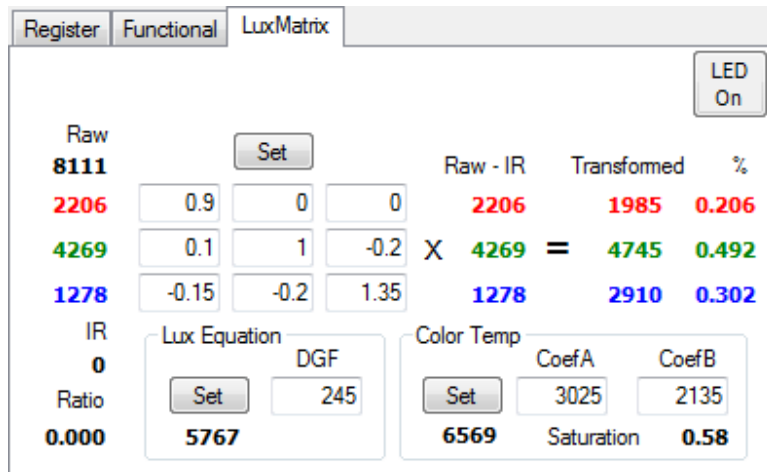 Register Functional LuxMatrix
LED
On
Raw
8111 Set Raw - IR Transformed %
2206 0.9 0 0 2206 1985 0.206
4269 0.1 1 -0.2 X 4269 = 4745 0.492
1278 -0.15 -0.2 1.35 1278 2910 0.302
IR Lux Equation Color Temp
0 DGF CoefA CoefB
Ratio Set 245 Set 3025 2135
0.000 5767 6569 Saturation 0.58